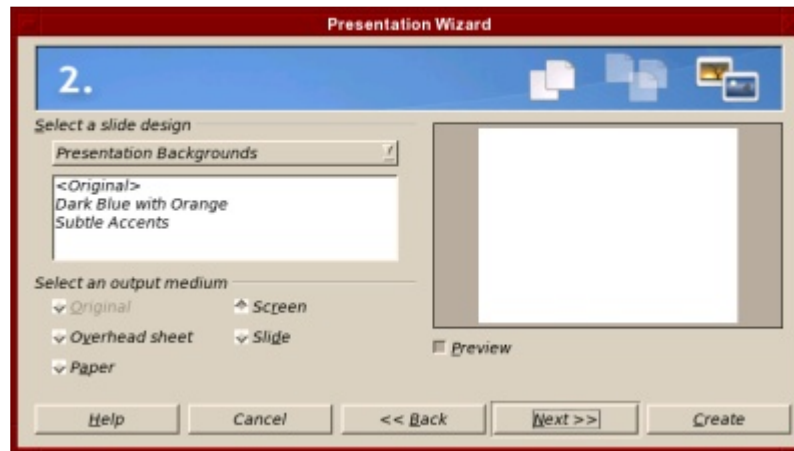 Presentation Wizard
2.
Select a slide design
Presentation Backgrounds
<Original>
Dark Blue with Orange
Subtle Accents
Select an output medium
Original
Screen
Overhead sheet
Slide
Paper
Preview
Help
Cancel
<< Back
Next >>
Create